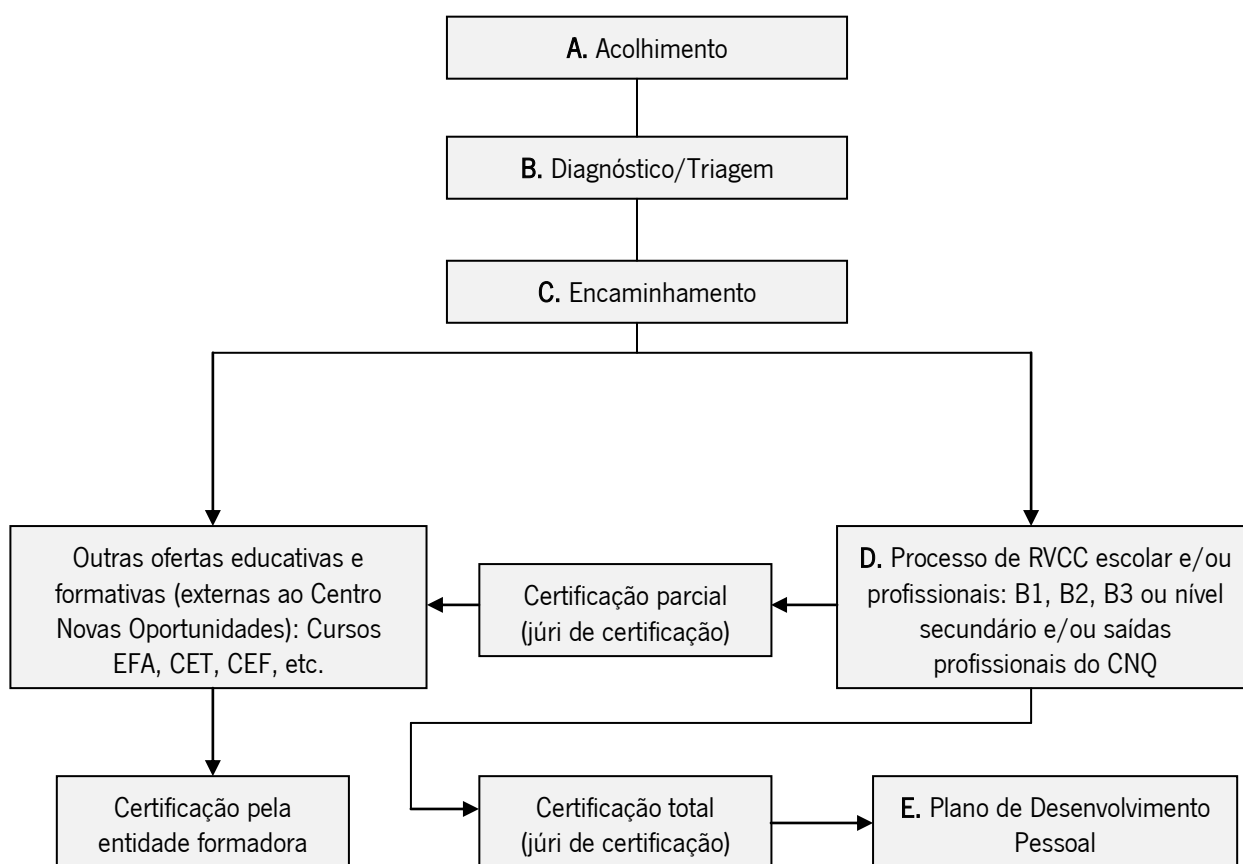 A. Acolhimento
B. Diagnóstico/Triagem
C. Encaminhamento
Outras ofertas educativas e
formativas (externas ao Centro
Novas Oportunidades): Cursos
EFA, CET, CEF, etc.
Certificação parcial
(júri de certificação)
D. Processo de RVCC escolar e/ou
profissionais: B1, B2, B3 ou nível
secundário e/ou saídas
profissionais do CNQ
Certificação pela
entidade formadora
Certificação total
(júri de certificação)
E. Plano de Desenvolvimento
Pessoal